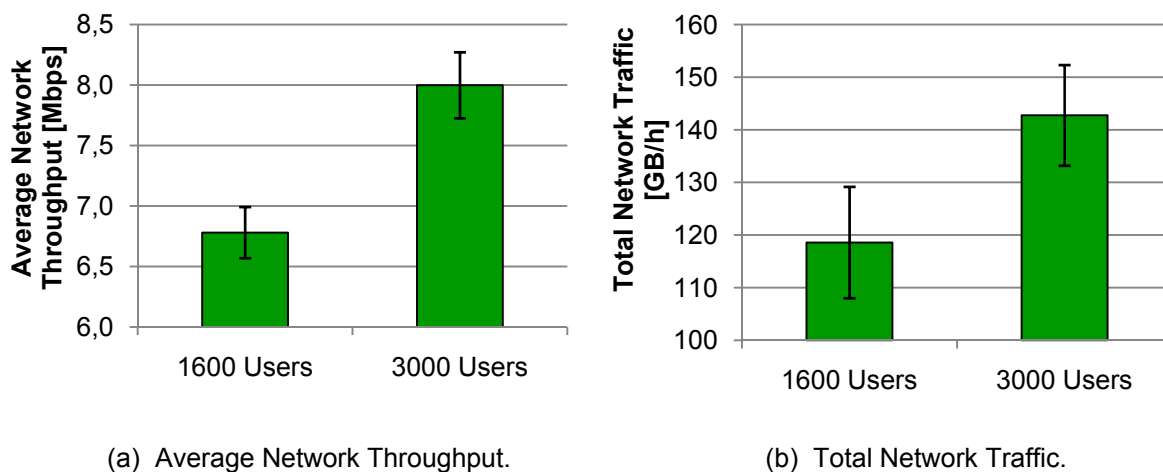 Average Network
Throughput [Mbps]
8,5
8,0
7,5
7,0
6,5
6,0
1600 Users
3000 Users
(a) Average Network Throughput.
Total Network Traffic
[GB/h]
160
150
140
130
120
110
100
1600 Users
3000 Users
(b) Total Network Traffic.